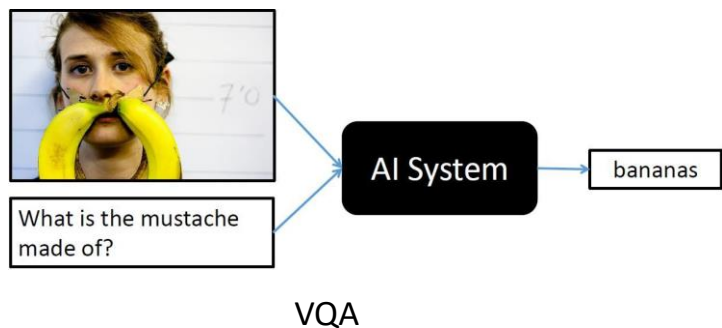 7'0
What is the mustache
made of?
AI System
bananas
VQA